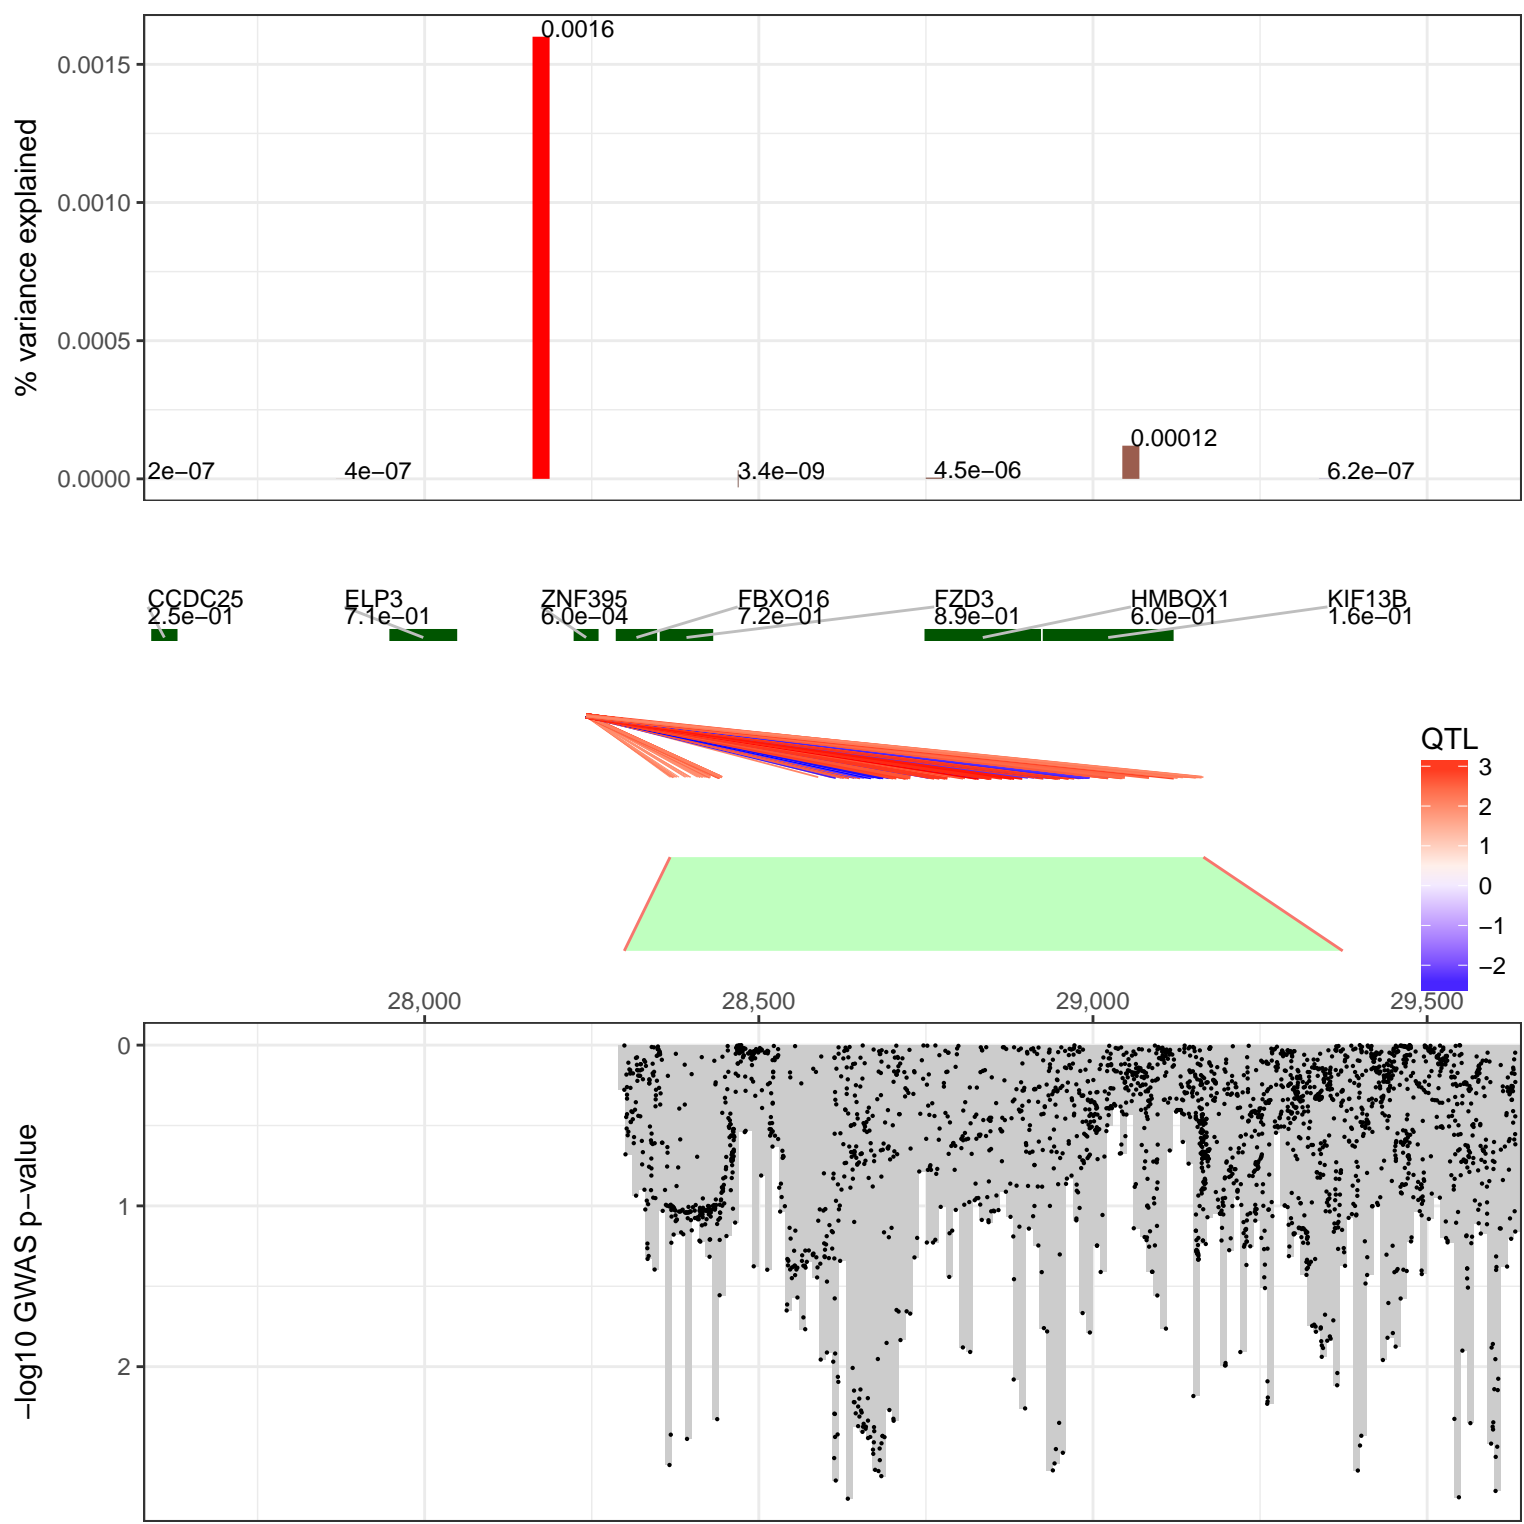 % variance explained
0.0015
0.0010
0.0005
0.0000
0.0016
2e−07
4e−07
3.4e−09
4.5e−06
0.00012
6.2e−07
CCDC25
2.5e−01
ELP3
7.1e−01
ZNF395
6.0e−04
FBXO16
7.2e−01
FZD3
8.9e−01
HMBOX1
6.0e−01
KIF13B
1.6e−01
QTL
3
2
1
0
−1
−2
28,000
28,500
29,000
29,500
−log10 GWAS p−value
0
1
2